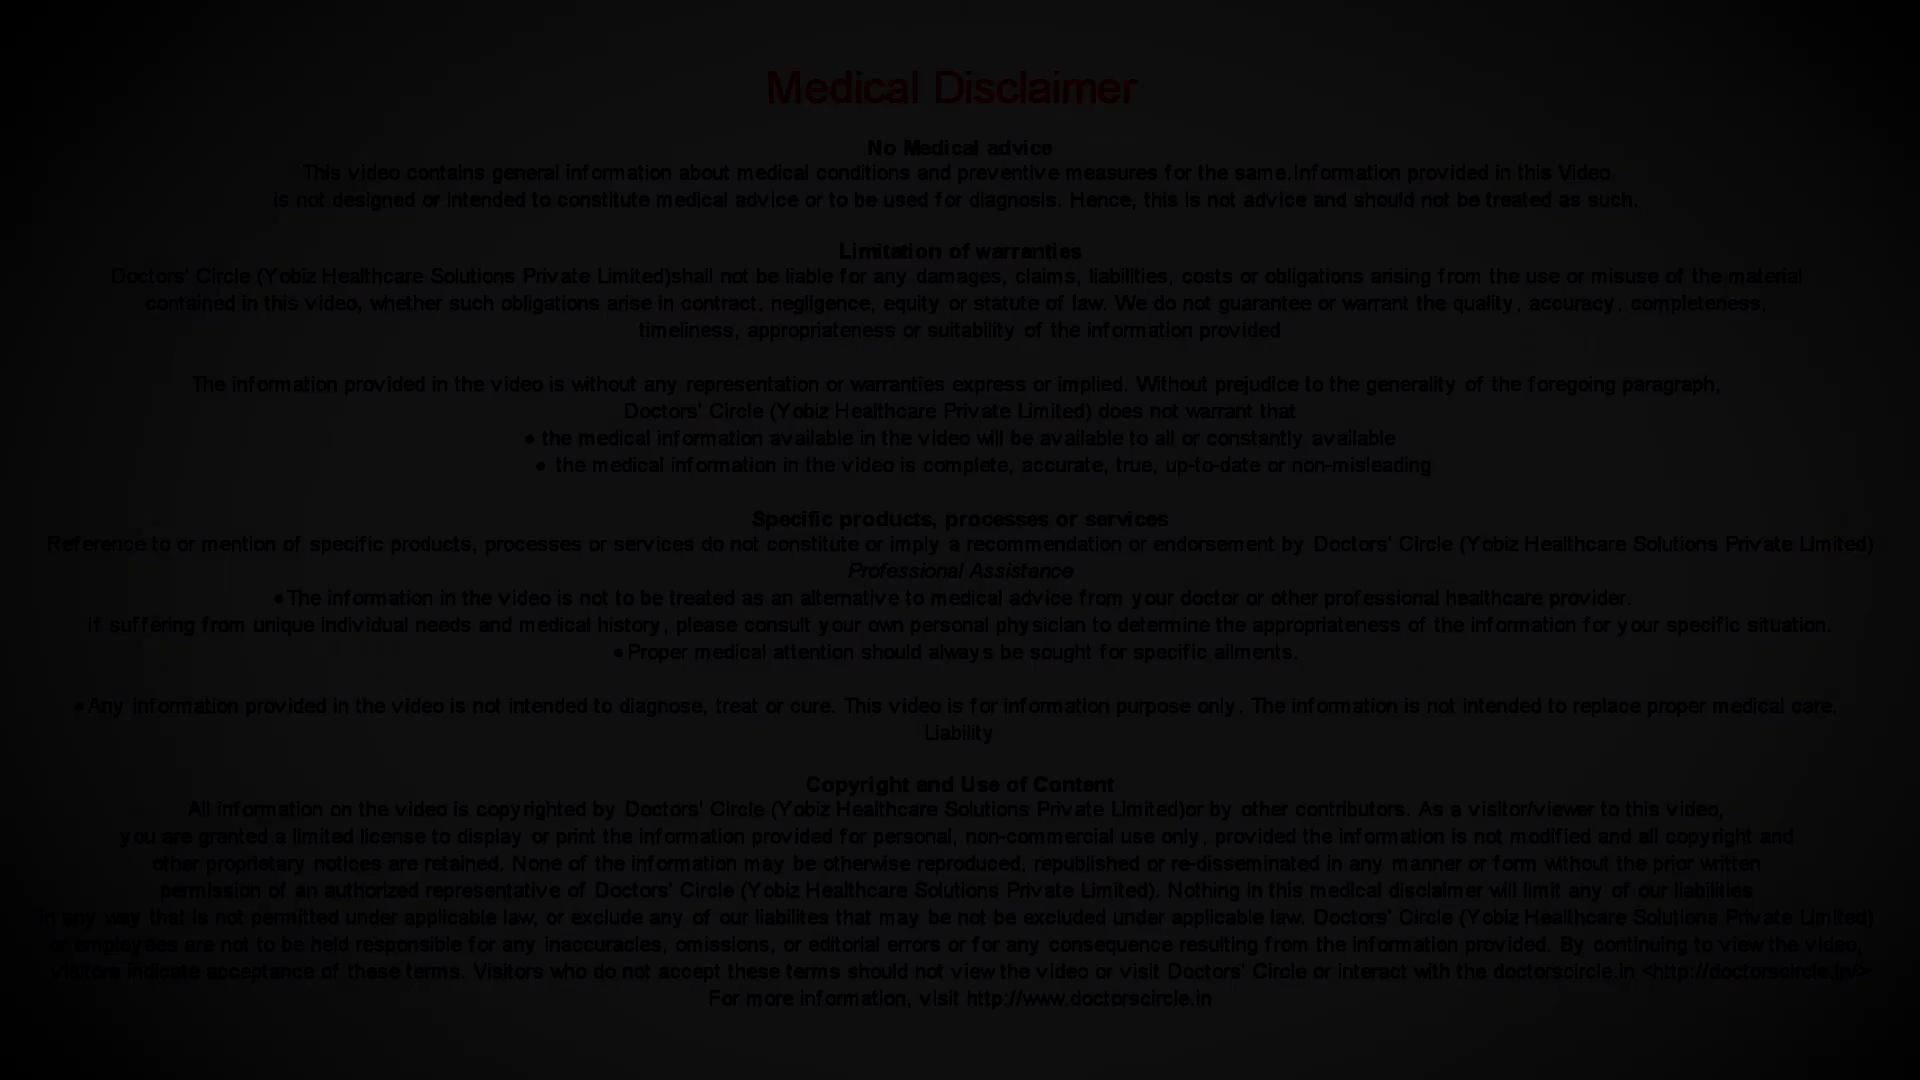 Medical Disclaimer
No Medical advice
This video contains general information about medical conditions and preventive measures for the same.Information provided in this Video
is not designed or intended to constitute medical advice or to be used for diagnosis. Hence, this is not advice and should not be treated as such.
Limitation of warranties
Doctors' Circle (Yobiz Healthcare Solutions Private Limited)shall not be liable for any damages, claims, liabilities, costs or obligations arising from the use or misuse of the material
contained in this video, whether such obligations arise in contract, negligence, equity or statute of law. We do not guarantee or warrant the quality, accuracy, completeness,
timeliness, appropriateness or suitability of the information provided
The information provided in the video is without any representation or warranties express or implied. Without prejudice to the generality of the foregoing paragraph,
Doctors' Circle (Yobiz Healthcare Private Limited) does not warrant that
• the medical information available in the video will be available to all or constantly available
• the medical information in the video is complete, accurate, true, up-to-date or non-misleading
Specific products, processes or services
Reference to or mention of specific products, processes or services do not constitute or imply a recommendation or endorsement by Doctors' Circle (Yobiz Healthcare Solutions Private Limited)
Professional Assistance
•The information in the video is not to be treated as an alternative to medical advice from your doctor or other professional healthcare provider.
If suffering from unique individual needs and medical history, please consult your own personal physician to determine the appropriateness of the information for your specific situation.
•Proper medical attention should always be sought for specific ailments.
•Any information provided in the video is not intended to diagnose, treat or cure. This video is for information purpose only. The information is not intended to replace proper medical care.
Liability
Copyright and Use of Content
All information on the video is copyrighted by Doctors' Circle (Yobiz Healthcare Solutions Private Limited)or by other contributors. As a visitor/viewer to this video,
you are granted a limited license to display or print the information provided for personal, non-commercial use only, provided the information is not modified and all copyright and
other proprietary notices are retained. None of the information may be otherwise reproduced, republished or re-disseminated in any manner or form without the prior written
permission of an authorized representative of Doctors' Circle (Yobiz Healthcare Solutions Private Limited). Nothing in this medical disclaimer will limit any of our liabilities
in any way that is not permitted under applicable law, or exclude any of our liabilites that may be not be excluded under applicable law. Doctors' Circle (Yobiz Healthcare Solutions Private Limited)
or employees are not to be held responsible for any inaccuracies, omissions, or editorial errors or for any consequence resulting from the information provided. By continuing to view the video,
visitors indicate acceptance of these terms. Visitors who do not accept these terms should not view the video or visit Doctors' Circle or interact with the doctorscircle.in <http://doctorscircle.in/>
For more information, visit http://www.doctorscircle.in